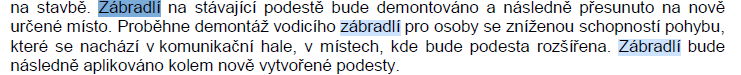 na stavbě. Zábradlí na stávající podestě bude demontováno a následně přesunuto na nově
určené místo. Proběhne demontáž vodicího zábradlí pro osoby se sníženou schopností pohybu,
které se nachází v komunikační hale, v místech, kde bude podesta rozšířena. Zábradlí bude
následně aplikováno kolem nově vytvořené podesty.